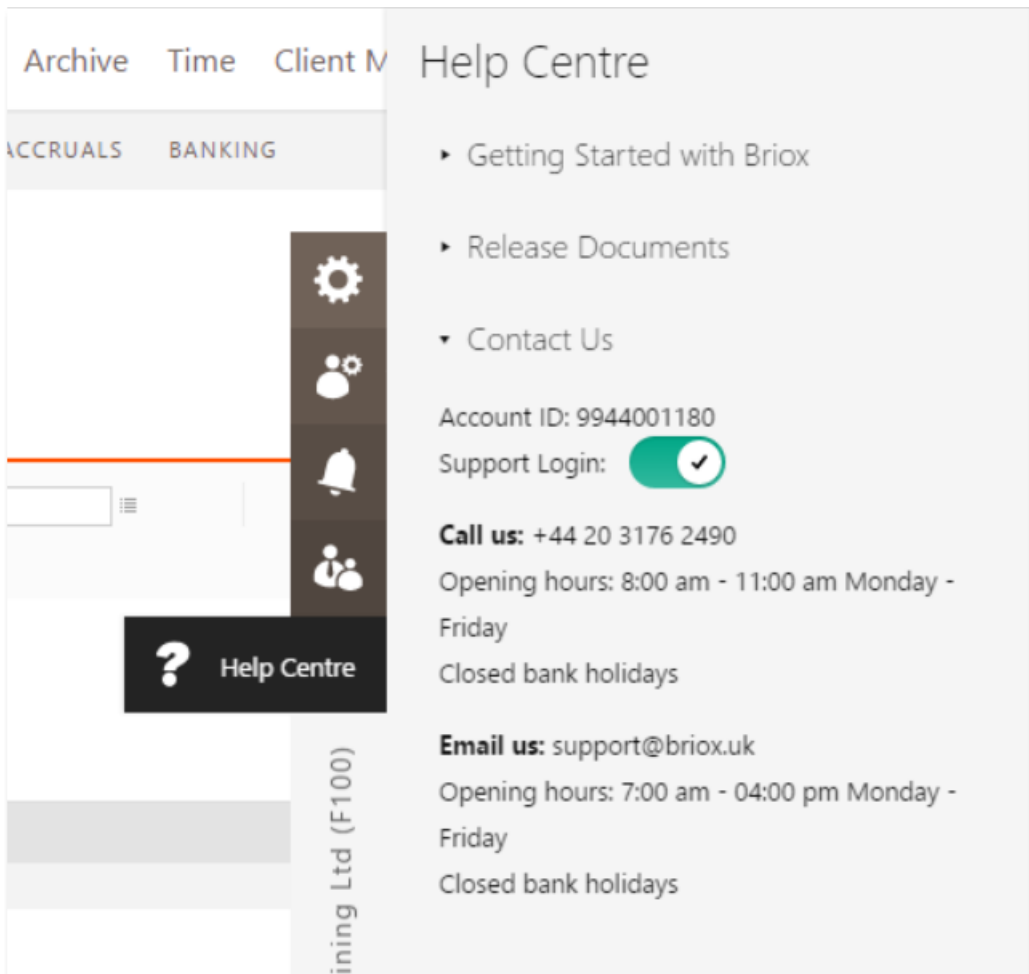 Archive Time Client M
ACCRUALS BANKING
Help Centre
Getting Started with Briox
Release Documents
Contact Us
Account ID: 9944001180
Support Login:
Call us: +44 20 3176 2490
Opening hours: 8:00 am - 11:00 am Monday -
Friday
Closed bank holidays
Email us: support@briox.uk
Opening hours: 7:00 am - 04:00 pm Monday -
Friday
Closed bank holidays
Help Centre
ining Ltd (F100)